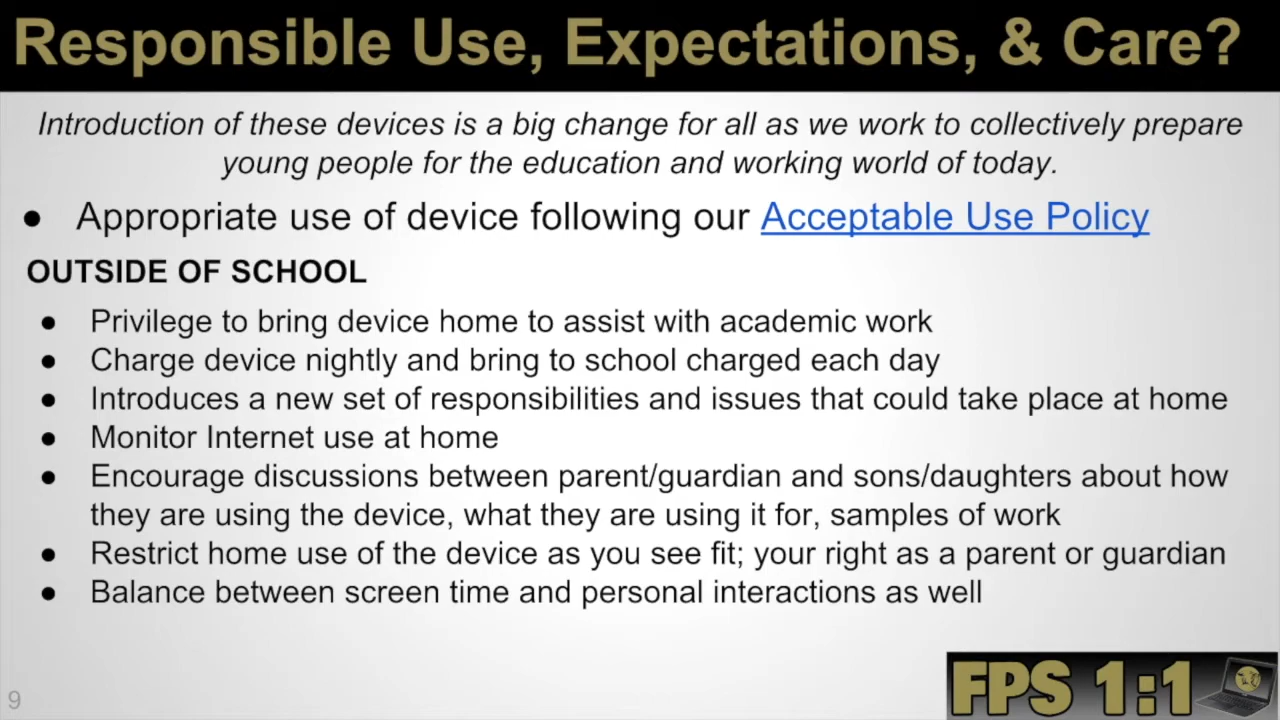 Responsible Use, Expectations, & Care?
Introduction of these devices is a big change for all as we work to collectively prepare
young people for the education and working world of today.
● Appropriate use of device following our Acceptable Use Policy
OUTSIDE OF SCHOOL
● Privilege to bring device home to assist with academic work
● Charge device nightly and bring to school charged each day
● Introduces a new set of responsibilities and issues that could take place at home
● Monitor Internet use at home
● Encourage discussions between parent/guardian and sons/daughters about how
they are using the device, what they are using it for, samples of work
● Restrict home use of the device as you see fit; your right as a parent or guardian
● Balance between screen time and personal interactions as well
FPS 1:1
9